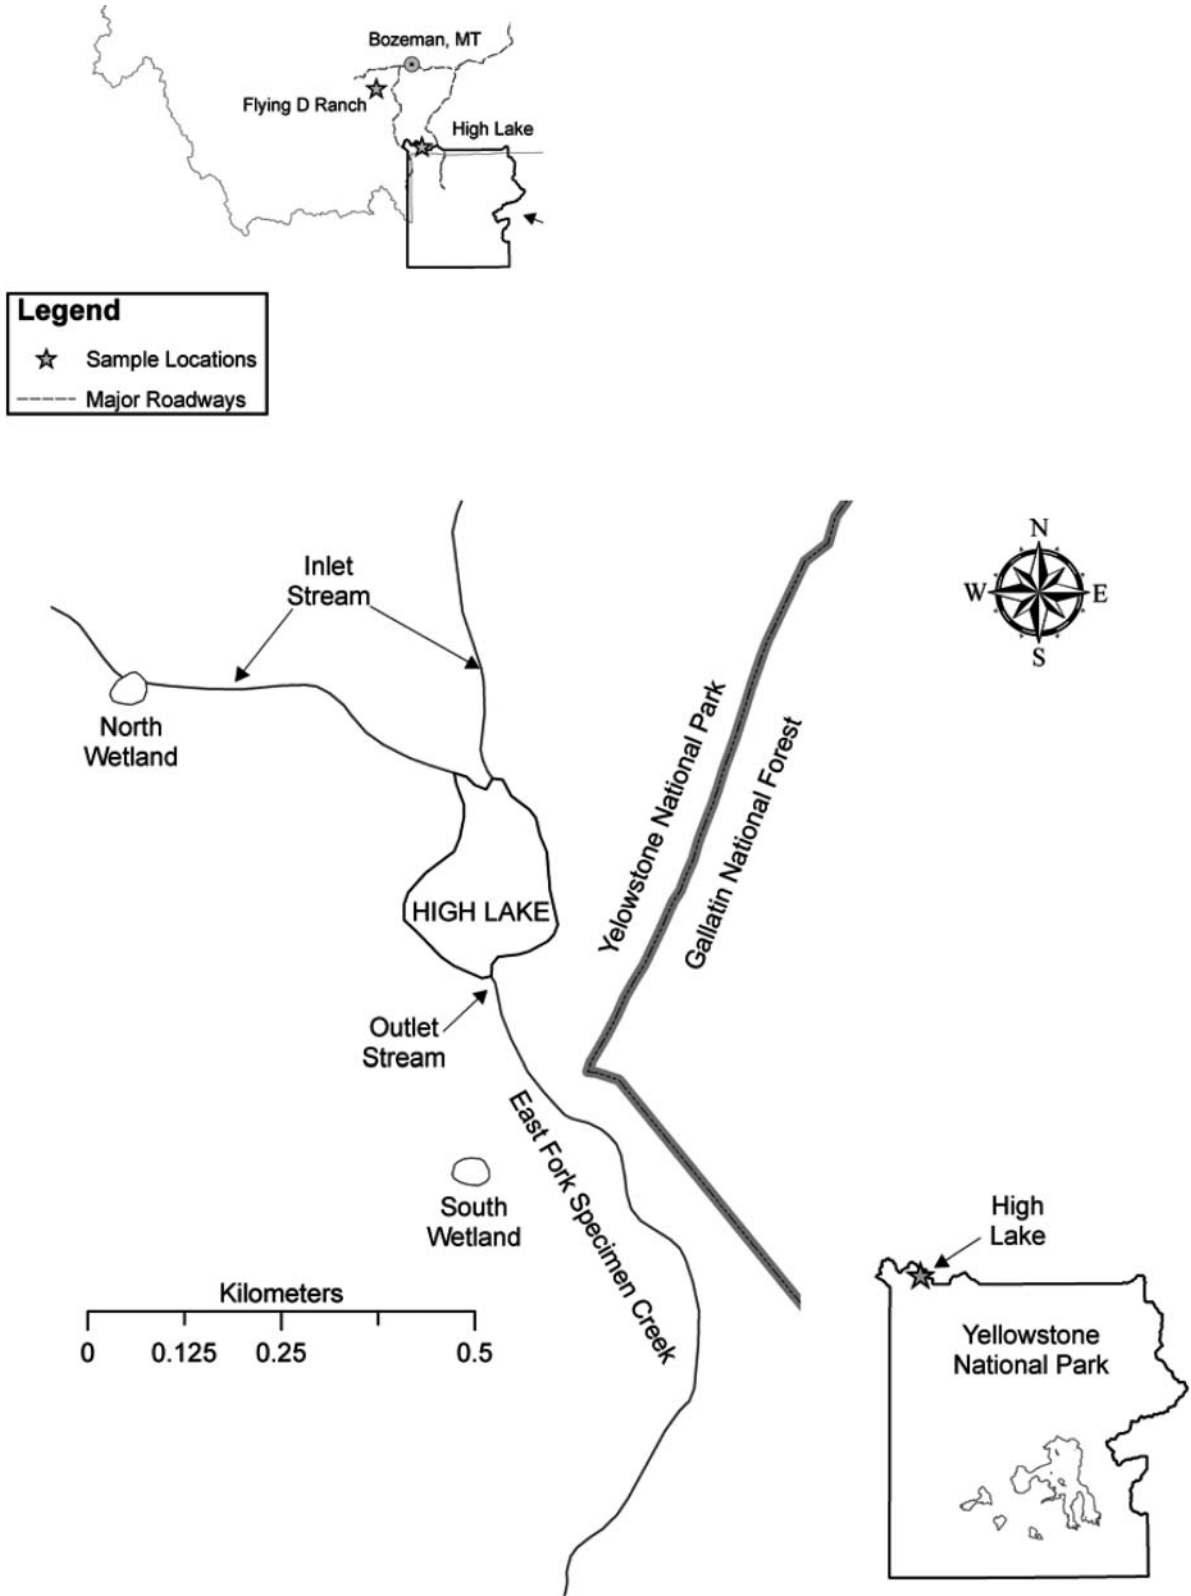 Bozeman, MT
Flying D Ranch
High Lake
Legend
Sample Locations
Major Roadways
Inlet
Stream
N
W
E
S
North
Wetland
Yelowstone National Park
Gallatin National Forest
HIGH LAKE
Outlet
Stream
East Fork Specimen Creek
South
Wetland
High
Lake
Kilometers
0 0.125 0.25 0.5
Yellowstone
National Park